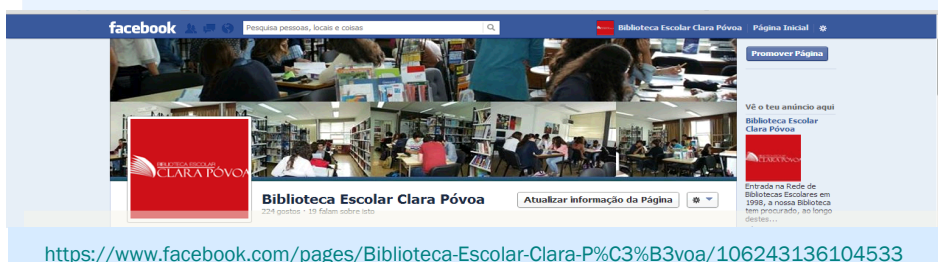 facebook
Pesquisa pessoas, locais e coisas
Biblioteca Escolar Clara Póvoa
Página Inicial
Promover Página
Vê o teu anúncio aqui
Biblioteca Escolar
Clara Póvoa
BIBLIOTECA ESCOLAR
CLARA PÓVOA
Entrada na Rede de
Bibliotecas Escolares em
1998, a nossa Biblioteca
tem procurado, ao longo
destes...
BIBLIOTECA ESCOLAR
CLARA POVOA
Biblioteca Escolar Clara Póvoa
224 gostos · 19 falam sobre isto
Atualizar informação da Página
https://www.facebook.com/pages/Biblioteca-Escolar-Clara-P%C3%B3voa/106243136104533